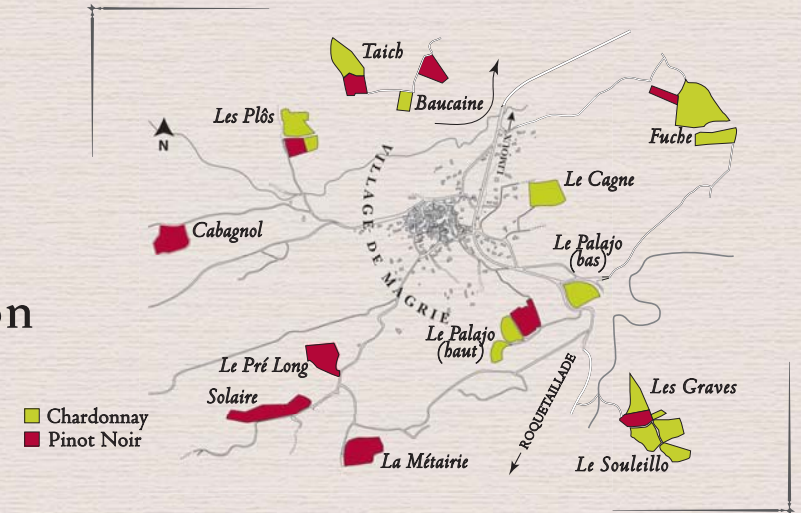 Taich
Baucaine
Les Plôs
N
Fuche
LIMOUX
Le Cagne
VILLAGE DE MAGRIE
Cabagnol
Le Palajo
(bas)
on
Le Palajo
(haut)
Le Pré Long
Solaire
Les Graves
Chardonnay
Pinot Noir
ROQUETAILLADE
La Métairie
Le Souleillo